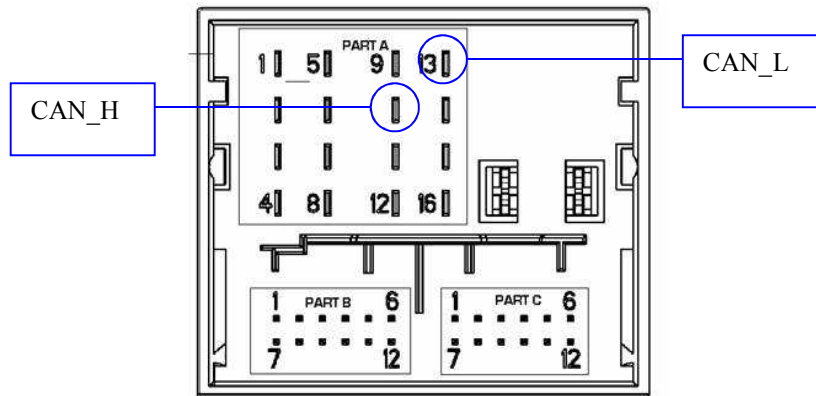 PART A
1 5 9 13
CAN_L
CAN_H
4 8 12 16
1 PART B 6
1 PART C 6
7 12
7 12